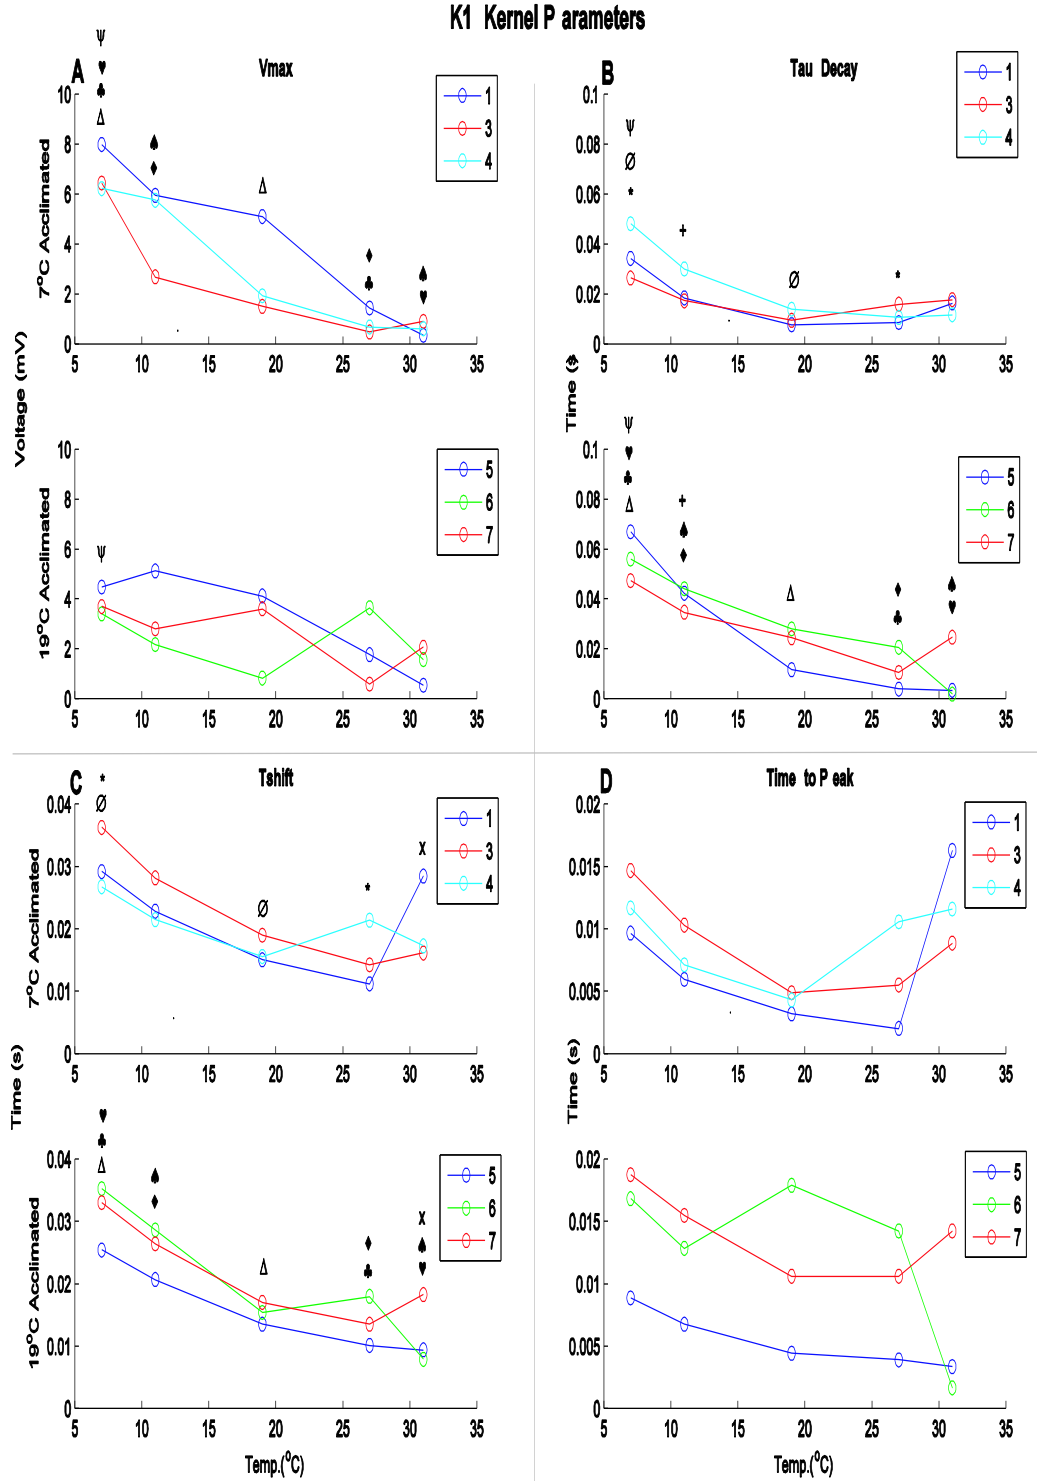 K1 Kernel P arameters
A
Vmax
ψ
♥
♣
Δ
♠
♦
Δ
♦
♣
♠
♥
1
3
4
10
8
6
4
2
0
5 10 15 20 25 30 35
7°C Acclimated
Voltage (mV)
ψ
5
6
7
10
8
6
4
2
0
5 10 15 20 25 30 35
19°C Acclimated
B
Tau Decay
ψ
Ø
*
+
Ø
*
1
3
4
0.1
0.08
0.06
0.04
0.02
0
5 10 15 20 25 30 35
Time (s)
ψ
♥
♣
Δ
+
♠
♦
Δ
♦
♣
♠
♥
5
6
7
0.1
0.08
0.06
0.04
0.02
0
5 10 15 20 25 30 35
C
Tshift
*
Ø
Ø
*
X
1
3
4
0.04
0.03
0.02
0.01
0
5 10 15 20 25 30 35
7°C Acclimated
Time (s)
♥
♣
Δ
♠
♦
Δ
♦
♣
X
♠
♥
5
6
7
0.04
0.03
0.02
0.01
0
5 10 15 20 25 30 35
19°C Acclimated
Temp.(°C)
D
Time to P eak
1
3
4
0.02
0.015
0.01
0.005
0
5 10 15 20 25 30 35
Time (s)
5
6
7
0.02
0.015
0.01
0.005
0
5 10 15 20 25 30 35
Temp.(°C)